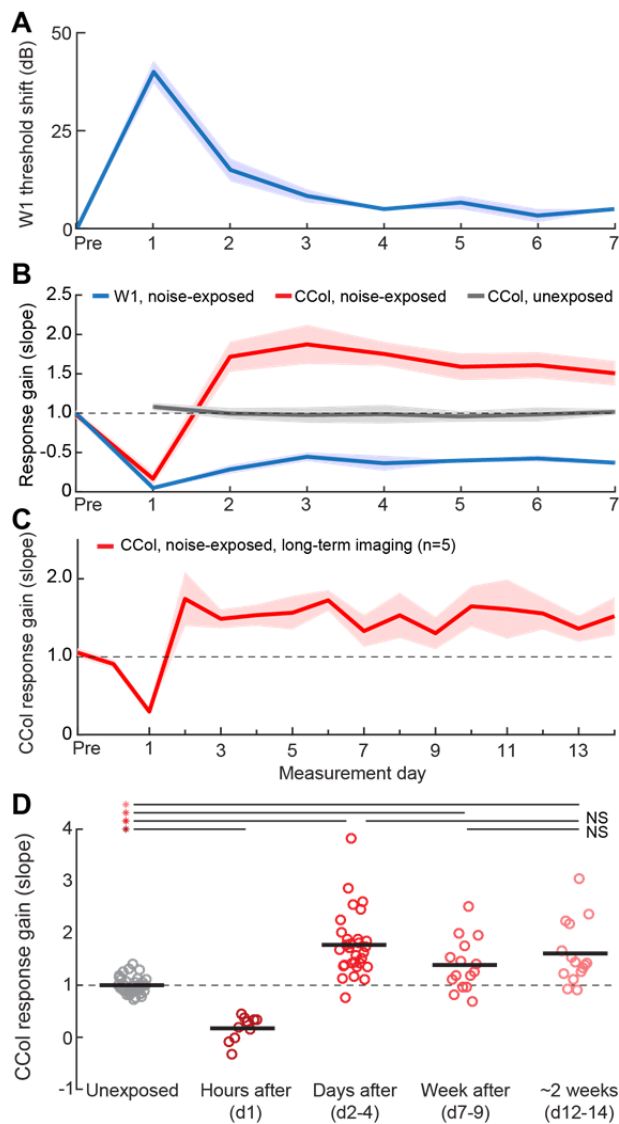 A
W1 threshold shift (dB)
50
25
0
Pre 1 2 3 4 5 6 7
B
W1, noise-exposed CCol, noise-exposed CCol, unexposed
Response gain (slope)
2.5
2.0
1.5
1.0
-0.5
0
Pre 1 2 3 4 5 6 7
C
CCol, noise-exposed, long-term imaging (n=5)
CCol response gain (slope)
2.0
1.0
0
Pre 1 3 5 7 9 11 13
Measurement day
D
* 
* 
* NS
* NS
CCol response gain (slope)
4
3
2
1
0
-1
Unexposed Hours after Days after Week after ~2 weeks
(d1) (d2-4) (d7-9) (d12-14)